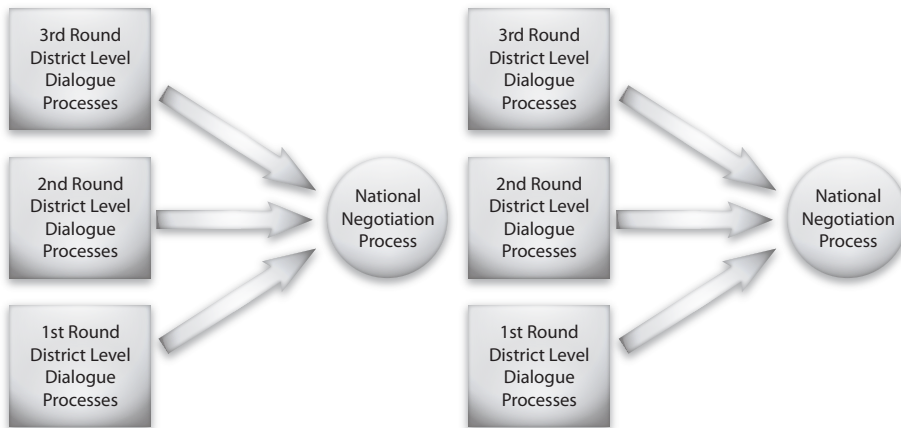 3rd Round
District Level
Dialogue
Processes
2nd Round
District Level
Dialogue
Processes
1st Round
District Level
Dialogue
Processes
National
Negotiation
Process
3rd Round
District Level
Dialogue
Processes
2nd Round
District Level
Dialogue
Processes
1st Round
District Level
Dialogue
Processes
National
Negotiation
Process